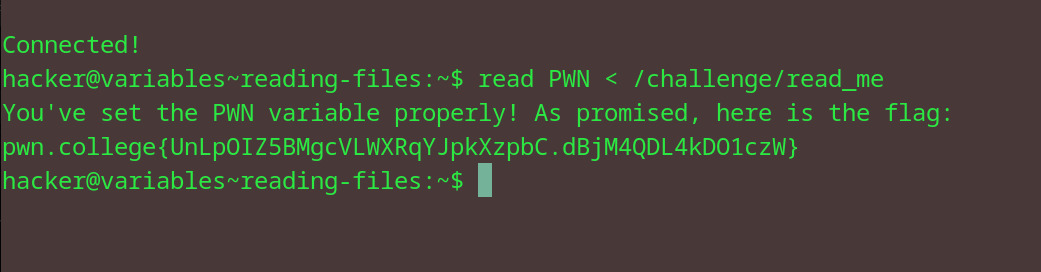 Connected!
hacker@variables~reading-files:~$ read PWN < /challenge/read_me
You've set the PWN variable properly! As promised, here is the flag:
pwn.college{UnLpOIZ5BMgcVLWXRqYJpkXzpbC.dBjM4QDL4kDO1czW}
hacker@variables~reading-files:~$